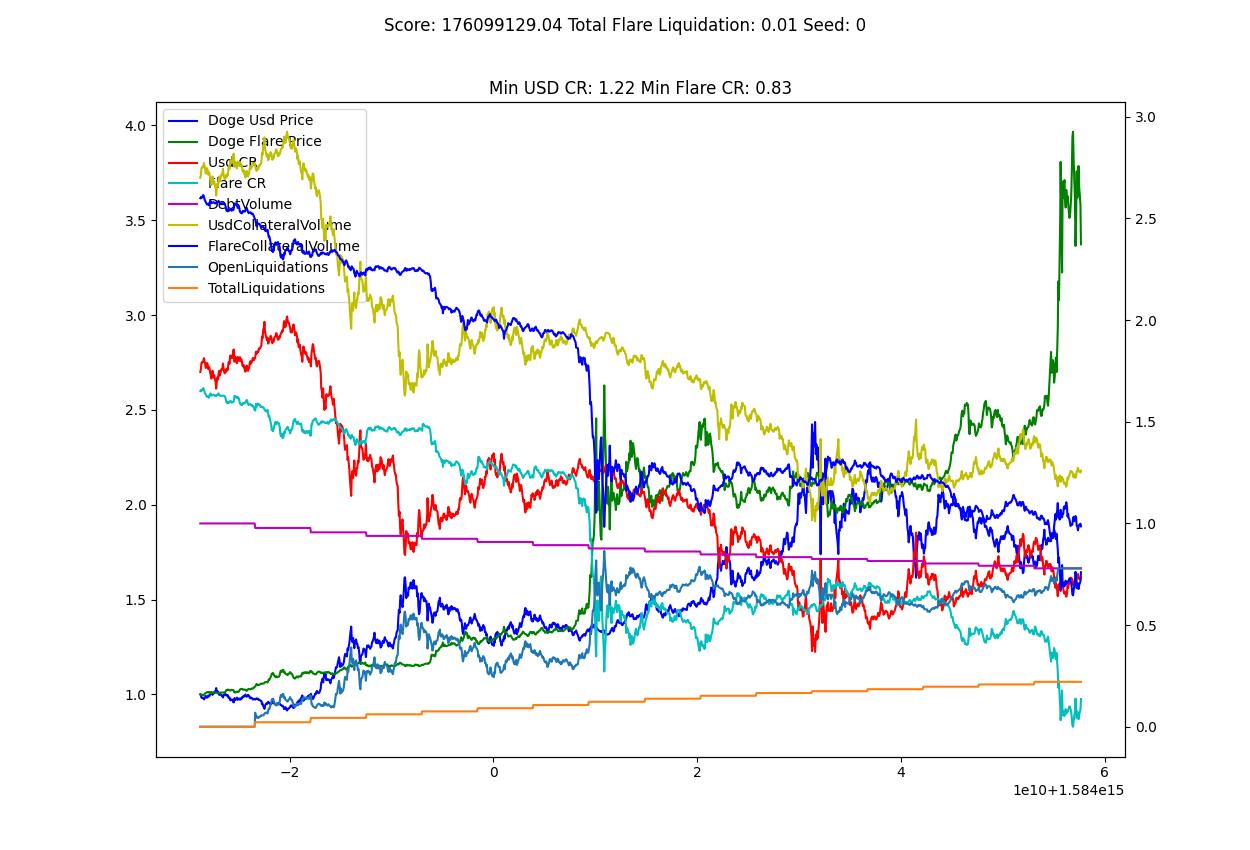 Score: 176099129.04 Total Flare Liquidation: 0.01 Seed: 0
Min USD CR: 1.22 Min Flare CR: 0.83
Doge Usd Price
Doge Flare Price
Usd CR
Flare CR
DebtVolume
UsdCollateralVolume
FlareCollateralVolume
OpenLiquidations
TotalLiquidations
4.0
3.5
3.0
2.5
2.0
1.5
1.0
3.0
2.5
2.0
1.5
1.0
0.5
0.0
−2 0 2 4 6
1e10+1.584e15